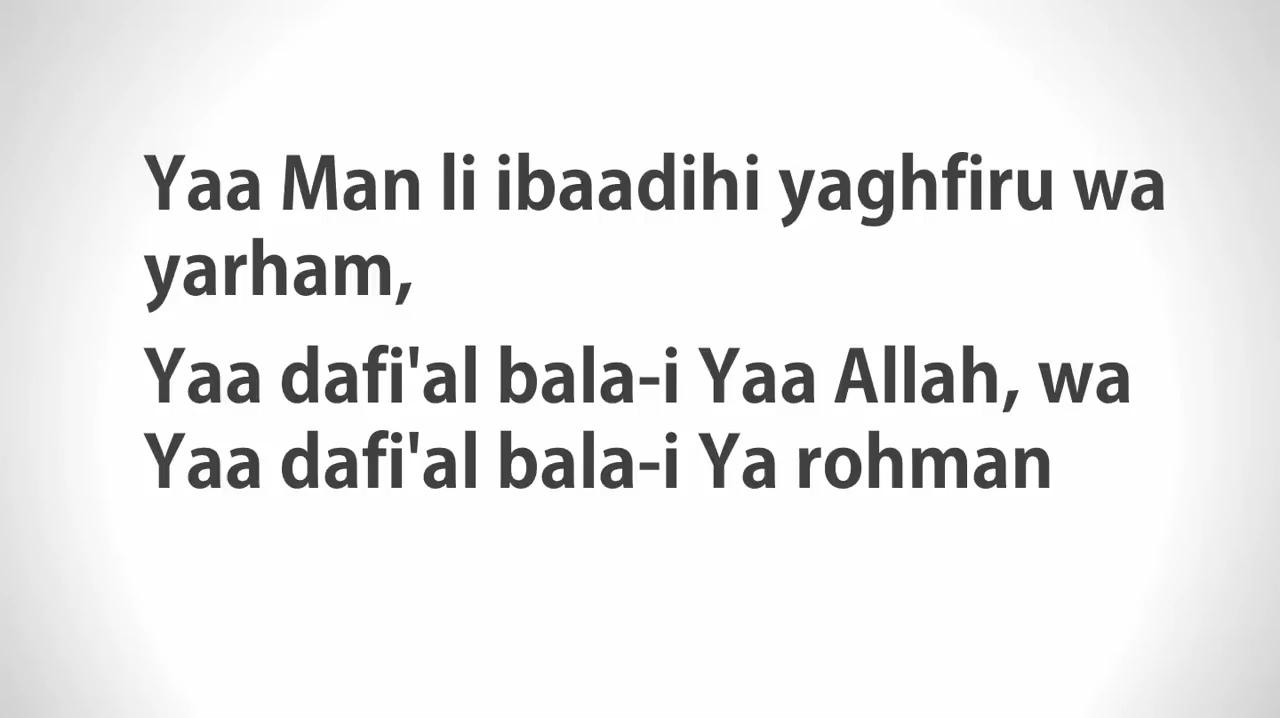 Yaa Man li ibaadihi yaghfiru wa
yarham,
Yaa dafi'al bala-i Yaa Allah, wa
Yaa dafi'al bala-i Ya rohman